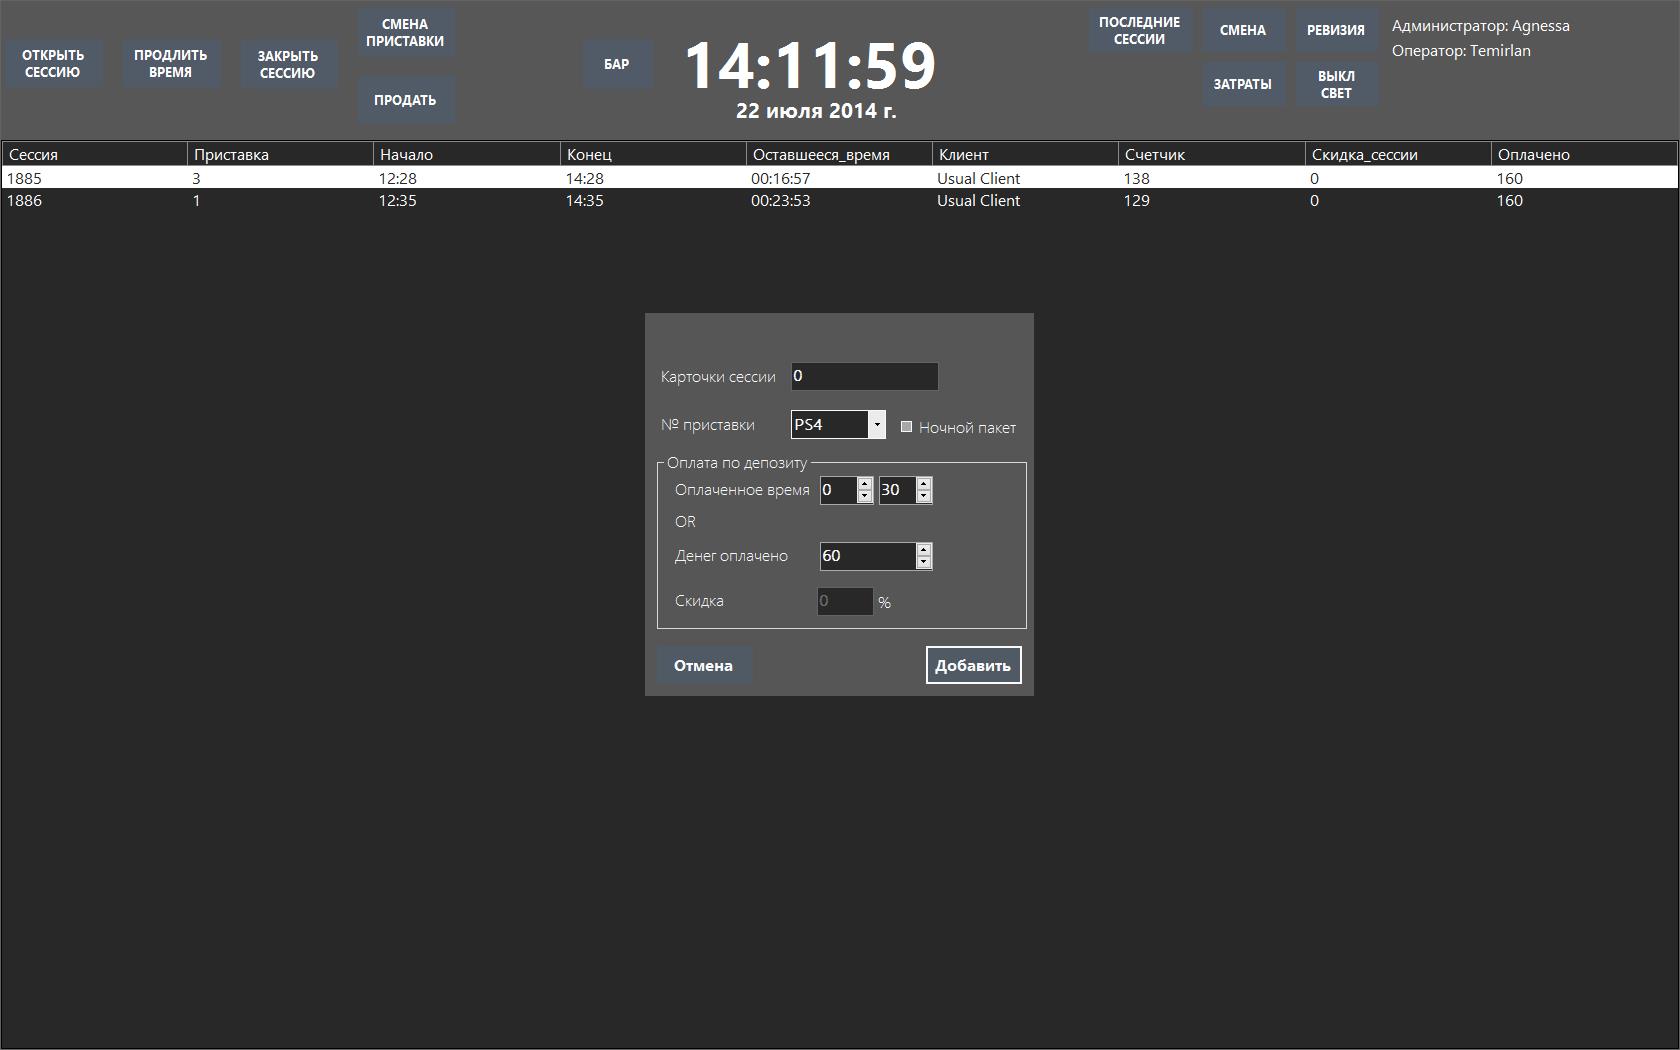 ОТКРЫТЬ
СЕССИЮ
ПРОДЛИТЬ
ВРЕМЯ
ЗАКРЫТЬ
СЕССИЮ
СМЕНА
ПРИСТАВКИ
ПРОДАТЬ
БАР
14:11:59
22 июля 2014 г.
ПОСЛЕДНИЕ
СЕССИИ
СМЕНА
РЕВИЗИЯ
ЗАТРАТЫ
ВЫКЛ
СВЕТ
Администратор: Agnessa
Оператор: Temirlan
Сессия Приставка Начало Конец Оставшееся_время Клиент Счетчик Скидка_сессии Оплачено
1885 3 12:28 14:28 00:16:57 Usual Client 138 0 160
1886 1 12:35 14:35 00:23:53 Usual Client 129 0 160
Карточки сессии 0
№ приставки PS4 Ночной пакет
Оплата по депозиту
Оплаченное время 0 30
OR
Денег оплачено 60
Скидка 0 %
Отмена Добавить